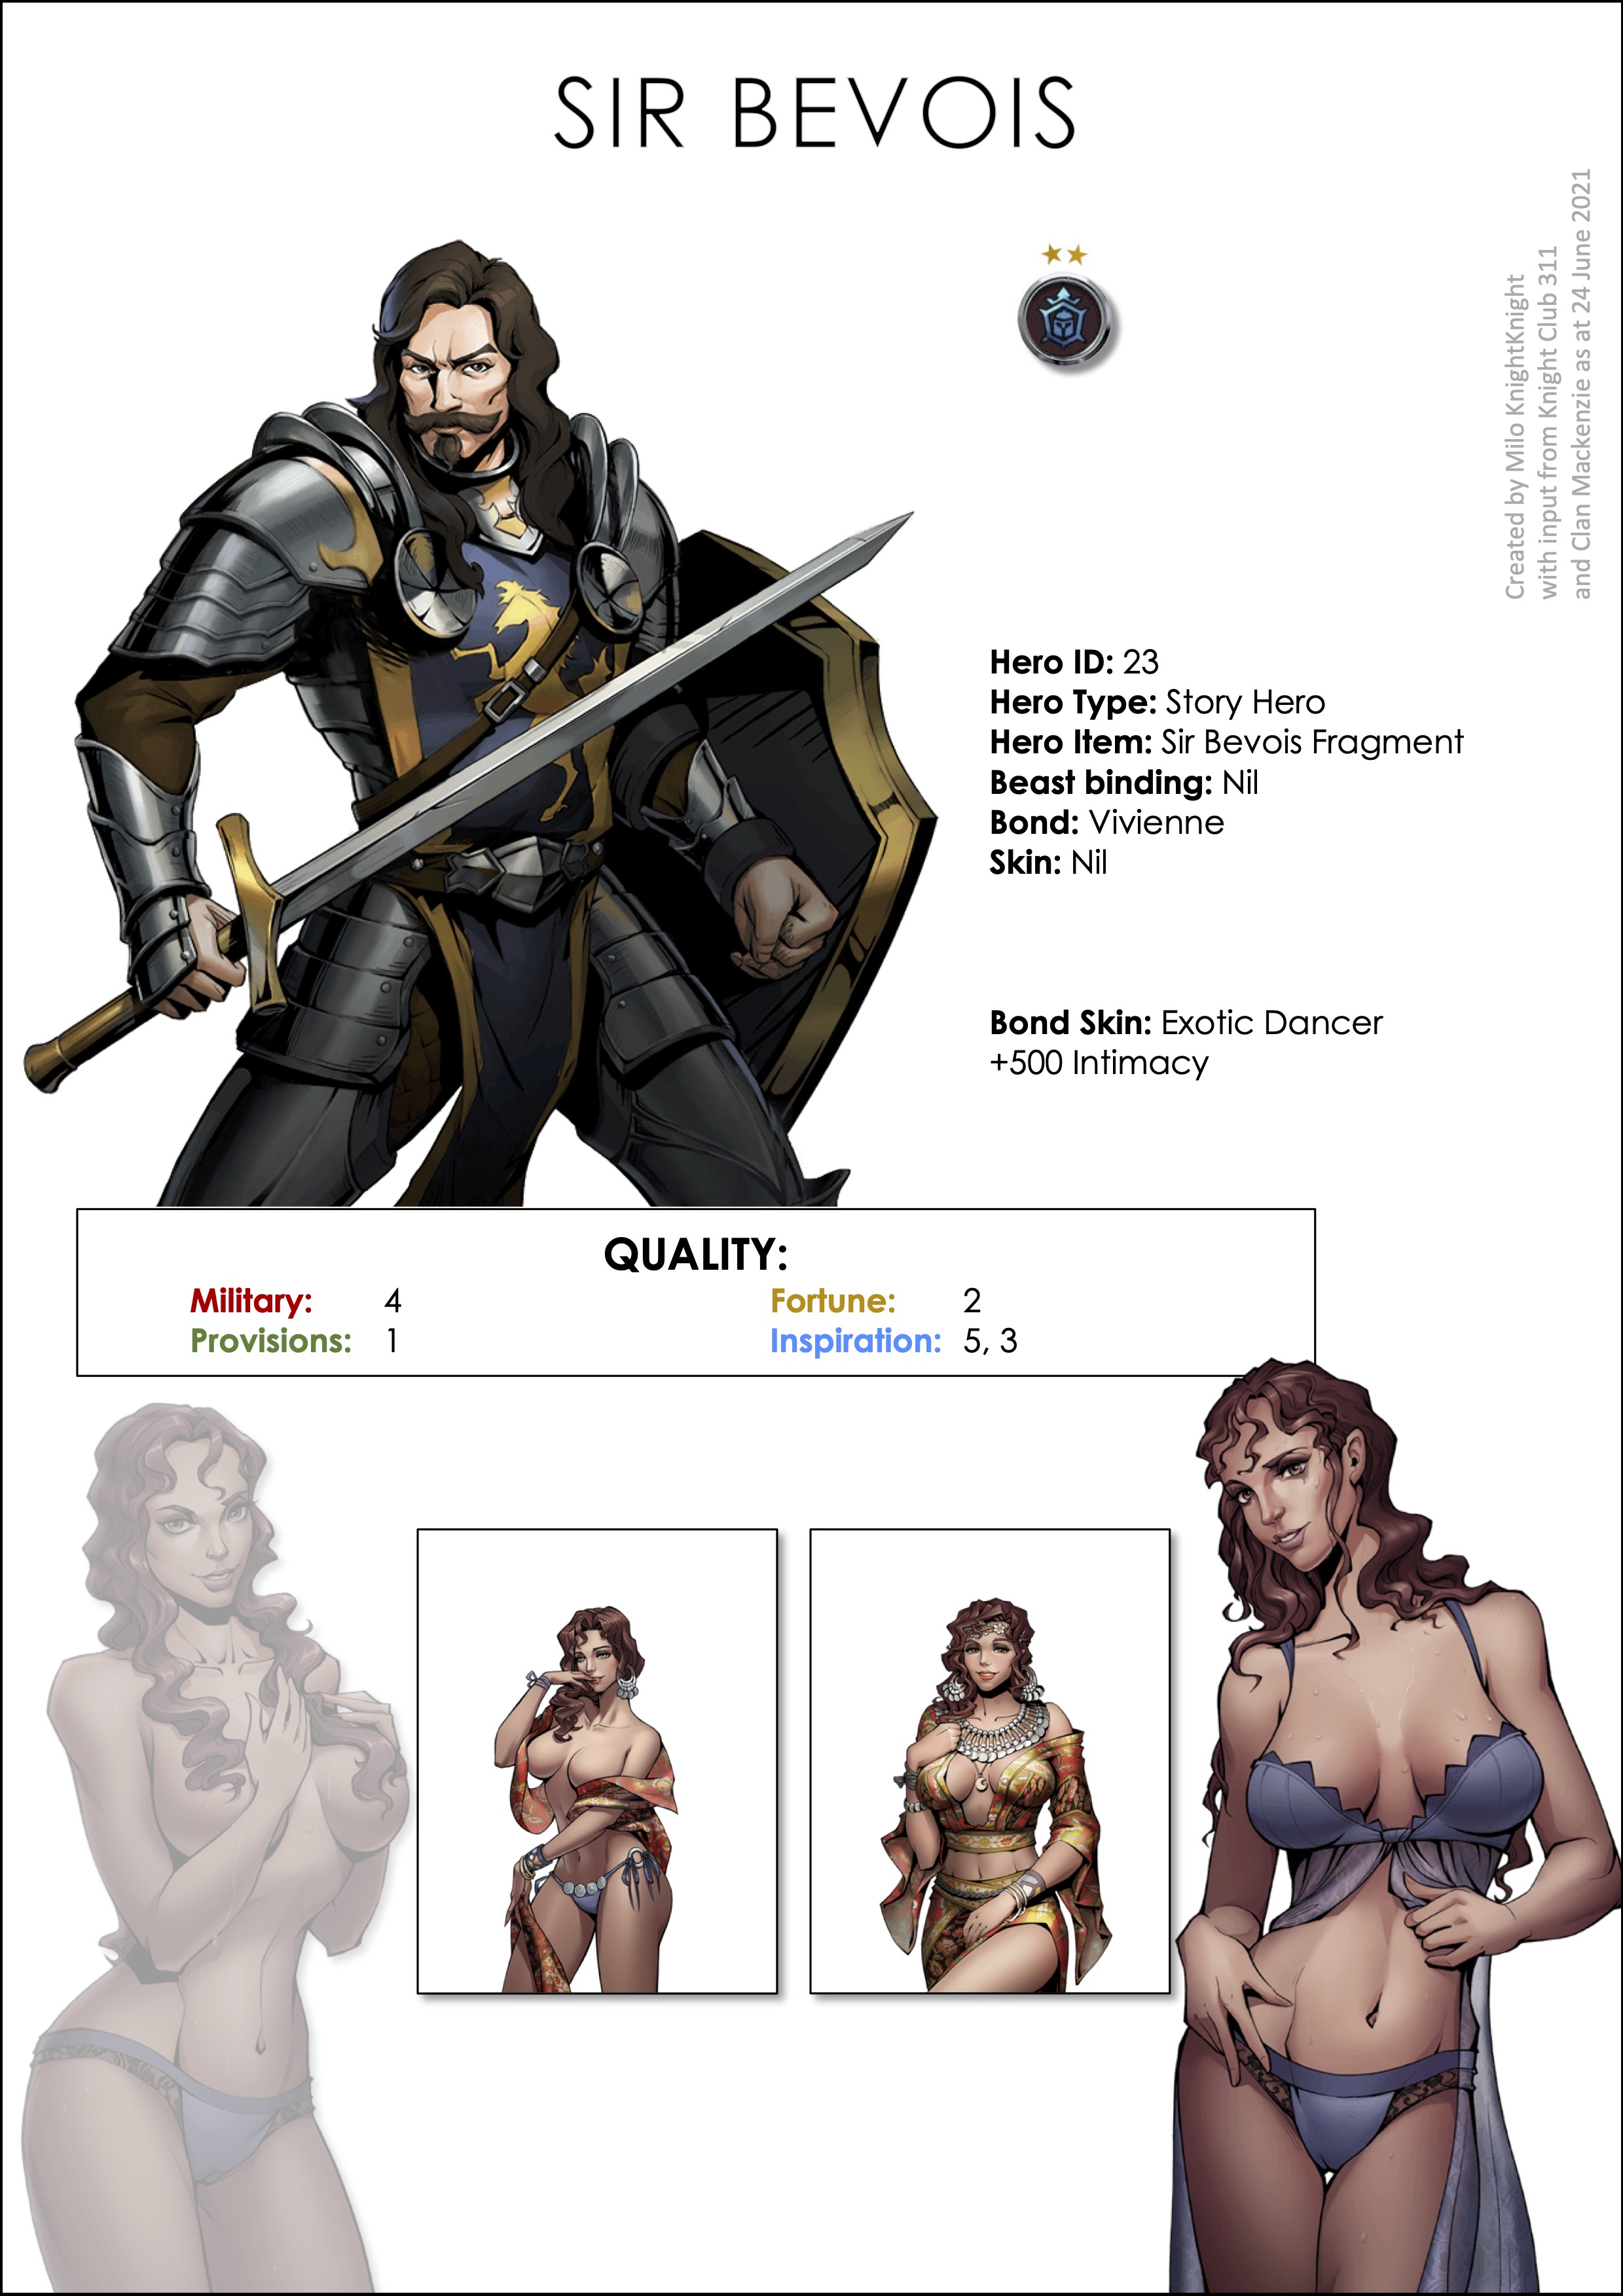 SIR BEVOIS
Created by Milo KnightKnight
with input from Knight Club 311
and Clan Mackenzie as at 24 June 2021
Hero ID: 23
Hero Type: Story Hero
Hero Item: Sir Bevois Fragment
Beast binding: Nil
Bond: Vivienne
Skin: Nil
Bond Skin: Exotic Dancer
+500 Intimacy
QUALITY:
Military: 4 Fortune: 2
Provisions: 1 Inspiration: 5, 3